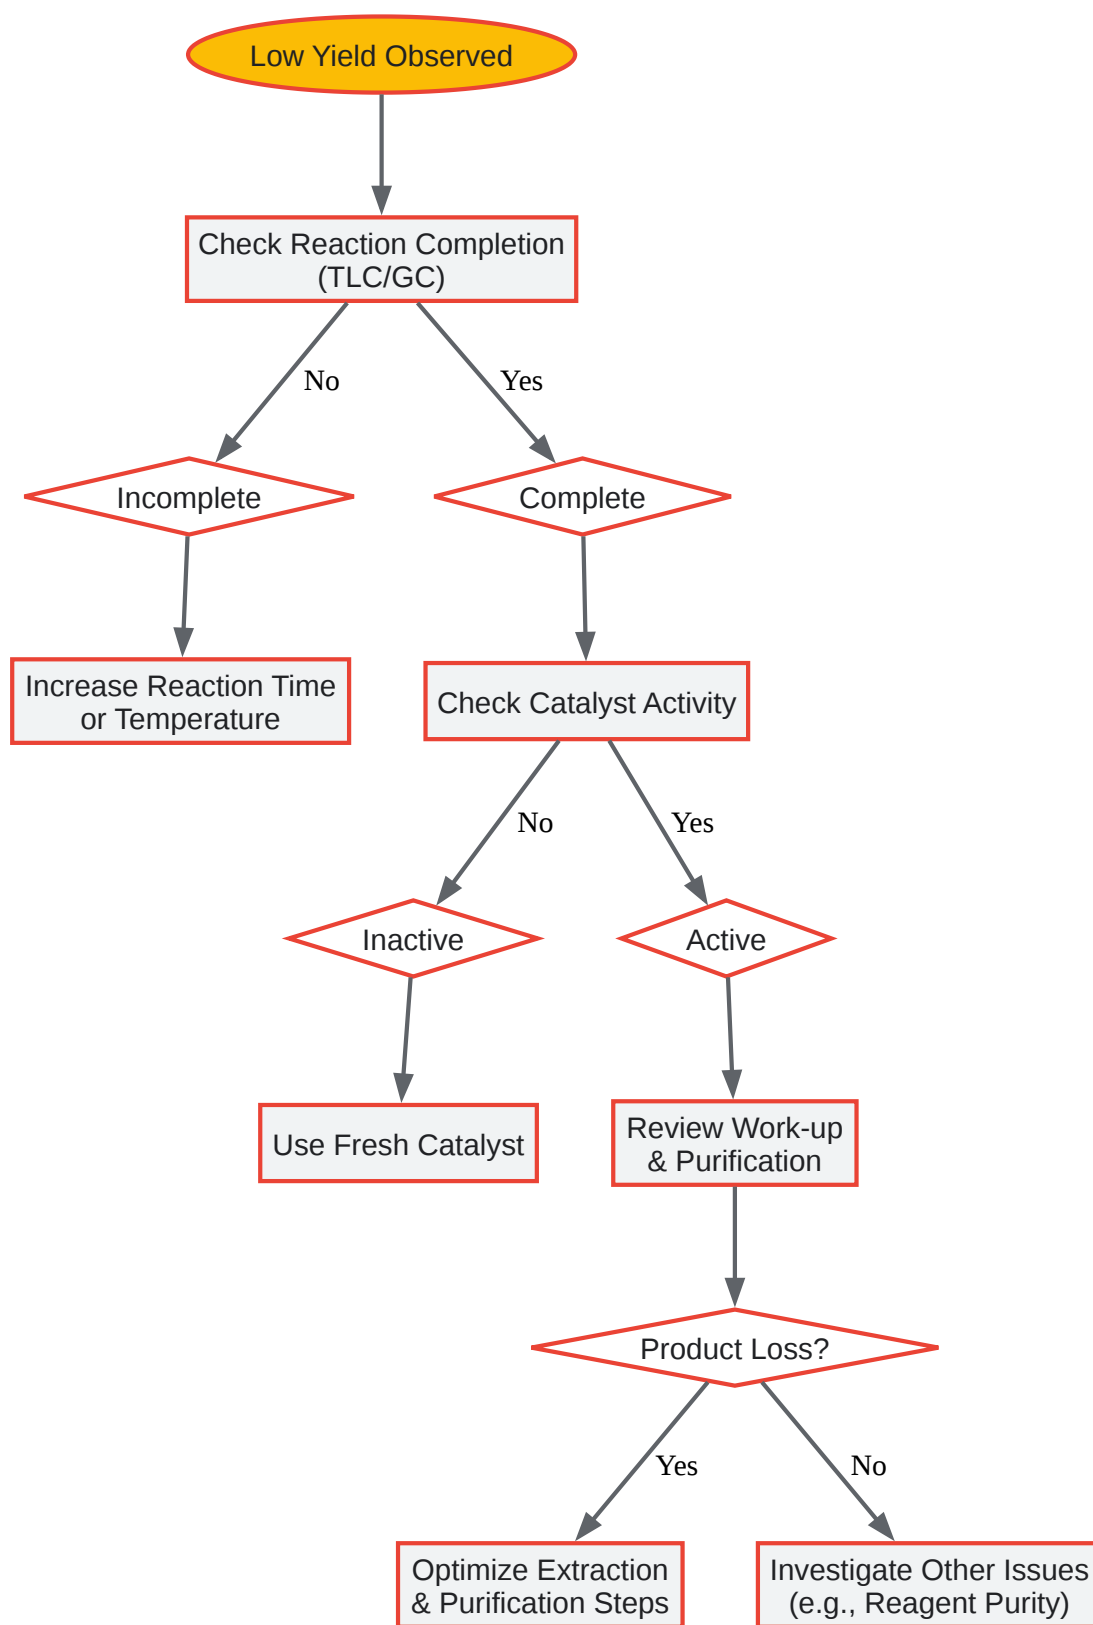 Low Yield Observed
Check Reaction Completion
(TLC/GC)
No
Yes
Incomplete
Complete
Increase Reaction Time
or Temperature
Check Catalyst Activity
No
Yes
Inactive
Active
Use Fresh Catalyst
Review Work-up
& Purification
Product Loss?
Yes
No
Optimize Extraction
& Purification Steps
Investigate Other Issues
(e.g., Reagent Purity)